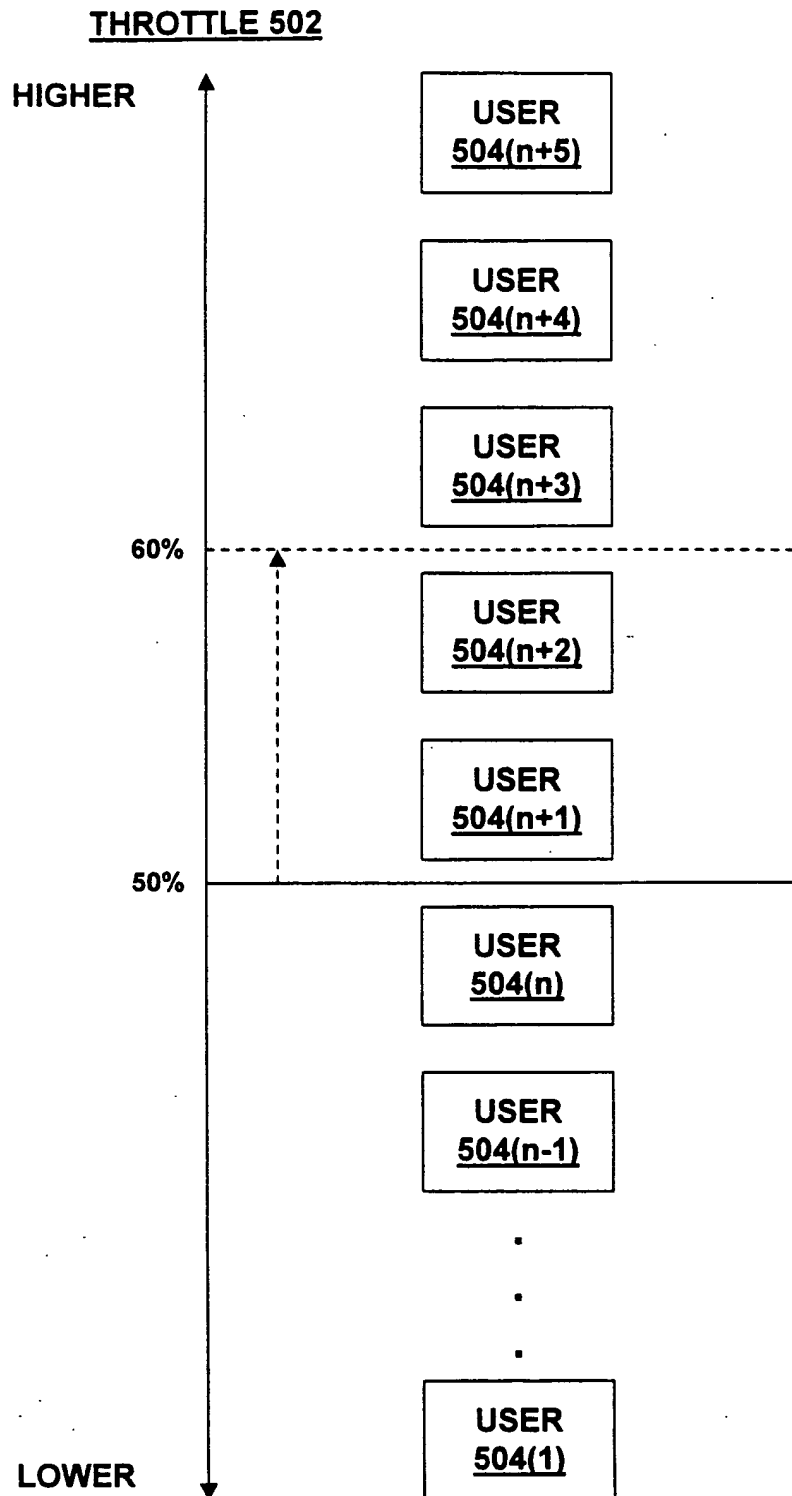 THROTTLE 502
HIGHER
USER
504(n+5)
USER
504(n+4)
USER
504(n+3)
60%
USER
504(n+2)
USER
504(n+1)
50%
USER
504(n)
USER
504(n-1)
USER
504(1)
LOWER